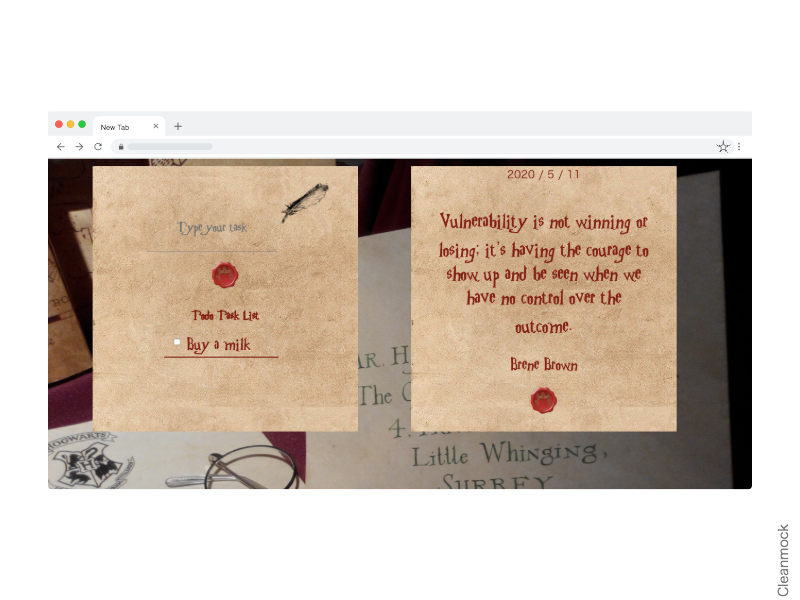 New Tab
2020 / 5 / 11
Type your task
Todo Task List
Buy a milk
Vulnerability is not winning or
losing; it's having the courage to
show up and be seen when we
have no control over the
outcome.
Brene Brown
HOGWARTS
H
The
4.
Little Whinging,
SURREY
Cleanmock